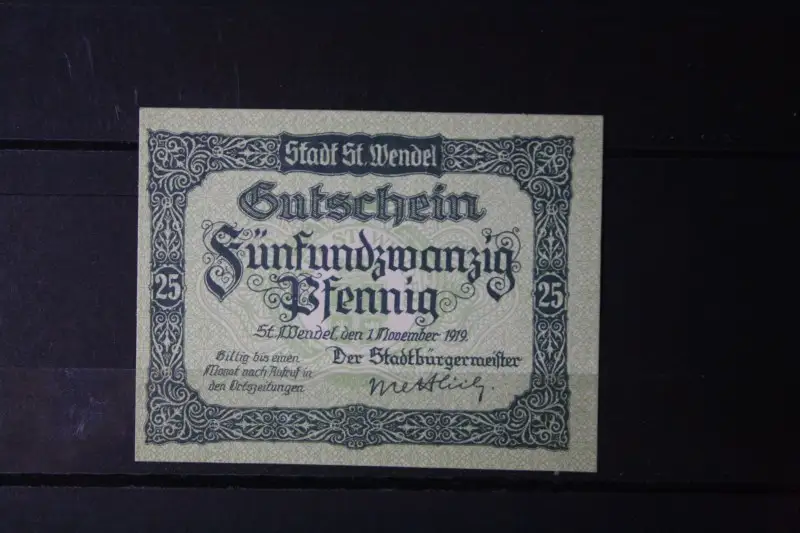 Stadt St. Wendel
Gutschein
Fünfundzwanzig
Pfennig
25
25
St. Wendel, den 1. November 1919.
Giltig bis einen
Monat nach Aufruf in
den Ortszeitungen.
Der Stadtbürgermeister